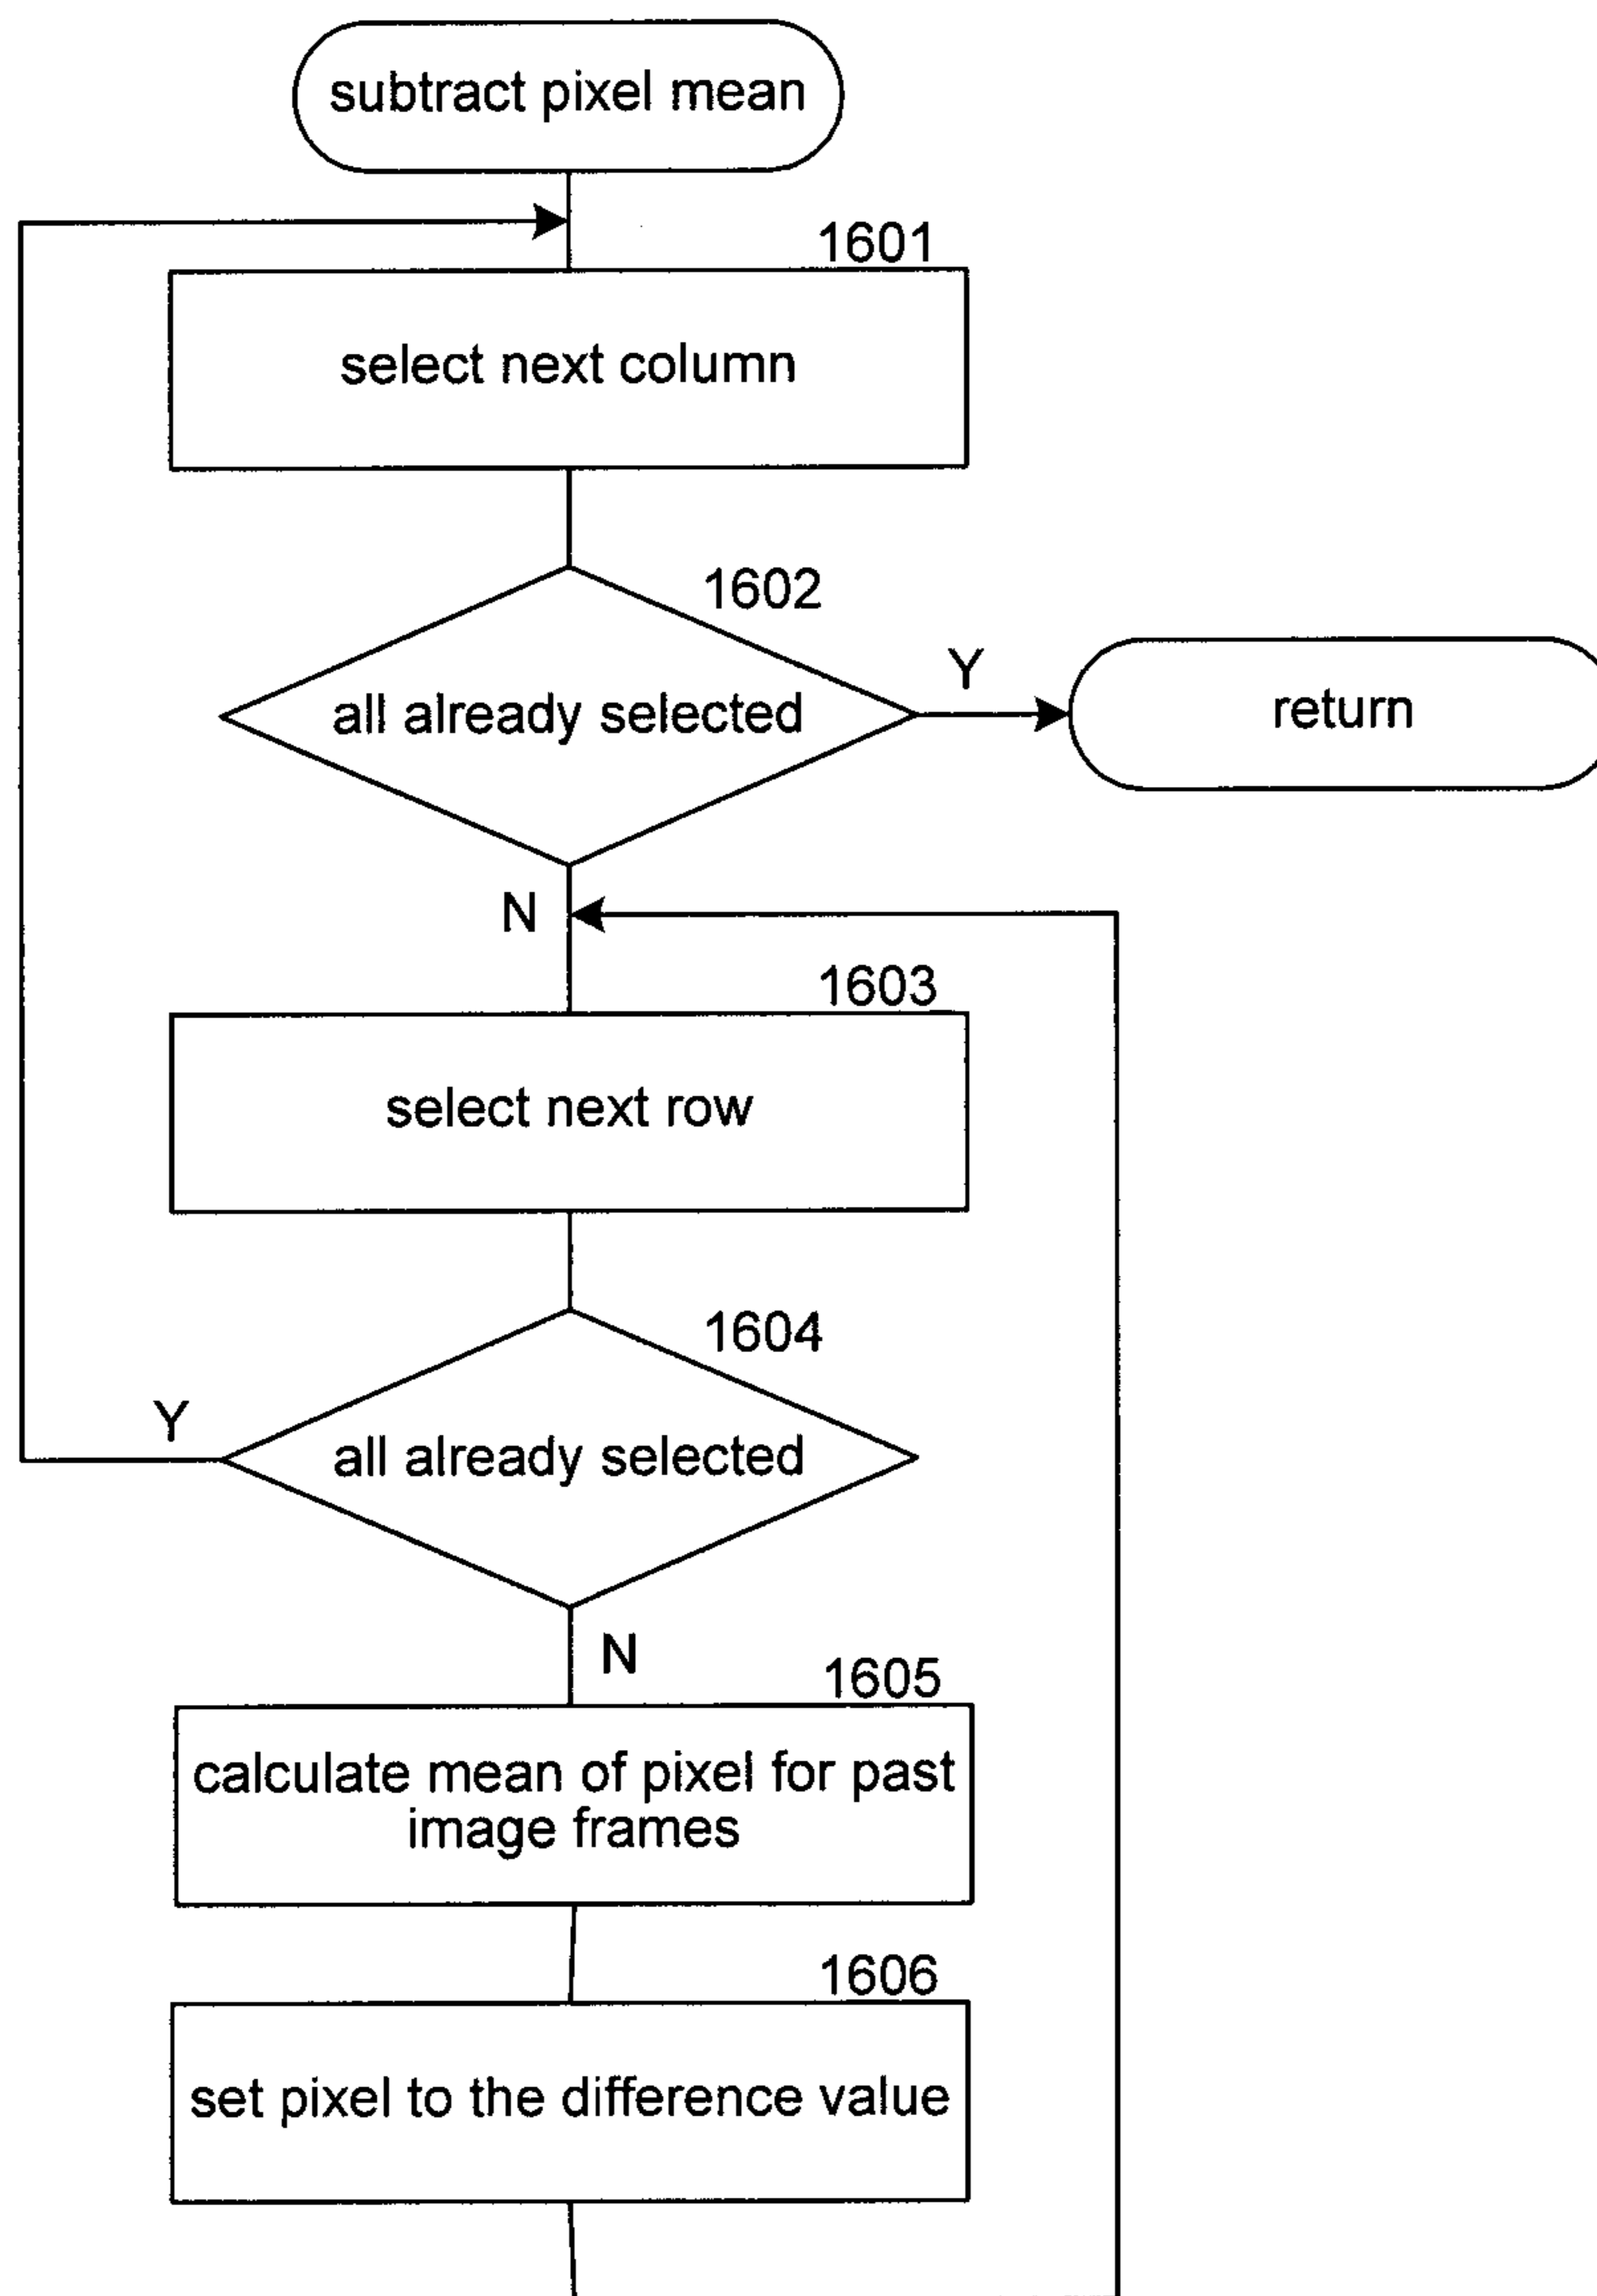 subtract pixel mean
1601
select next column
1602
all already selected
Y
return
N
1603
select next row
1604
Y
all already selected
N
1605
calculate mean of pixel for past
image frames
1606
set pixel to the difference value